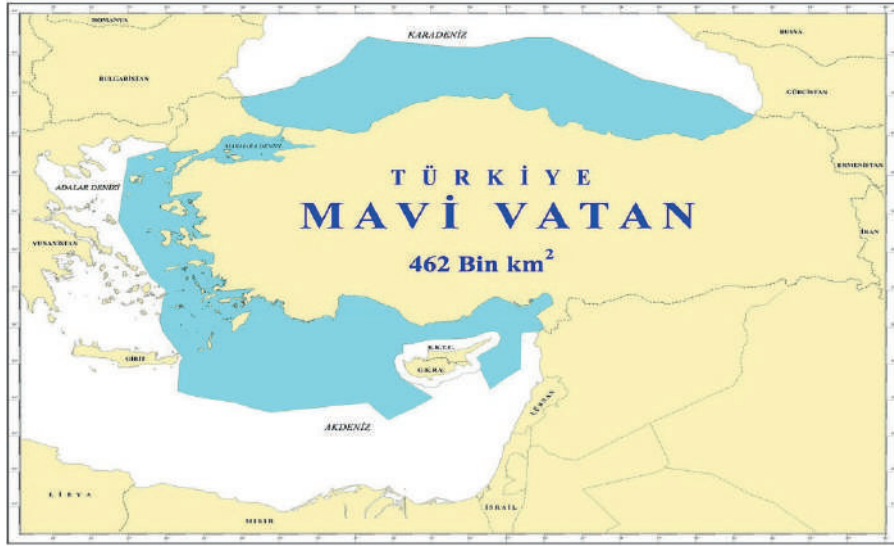 ROMANYA
KARADENİZ
RUSYA
BULGARİSTAN
GÜRCİSTAN
MARMARA DENİZİ
ERMENİSTAN
ADALAR DENİZİ
TÜRKİYE
MAVİ VATAN
462 Bin km²
YUNANİSTAN
İRAN
GİRİT
K.K.T.C.
G.K.R.Y.
LÜBNAN
AKDENİZ
LİBYA
MISIR
İSRAİL